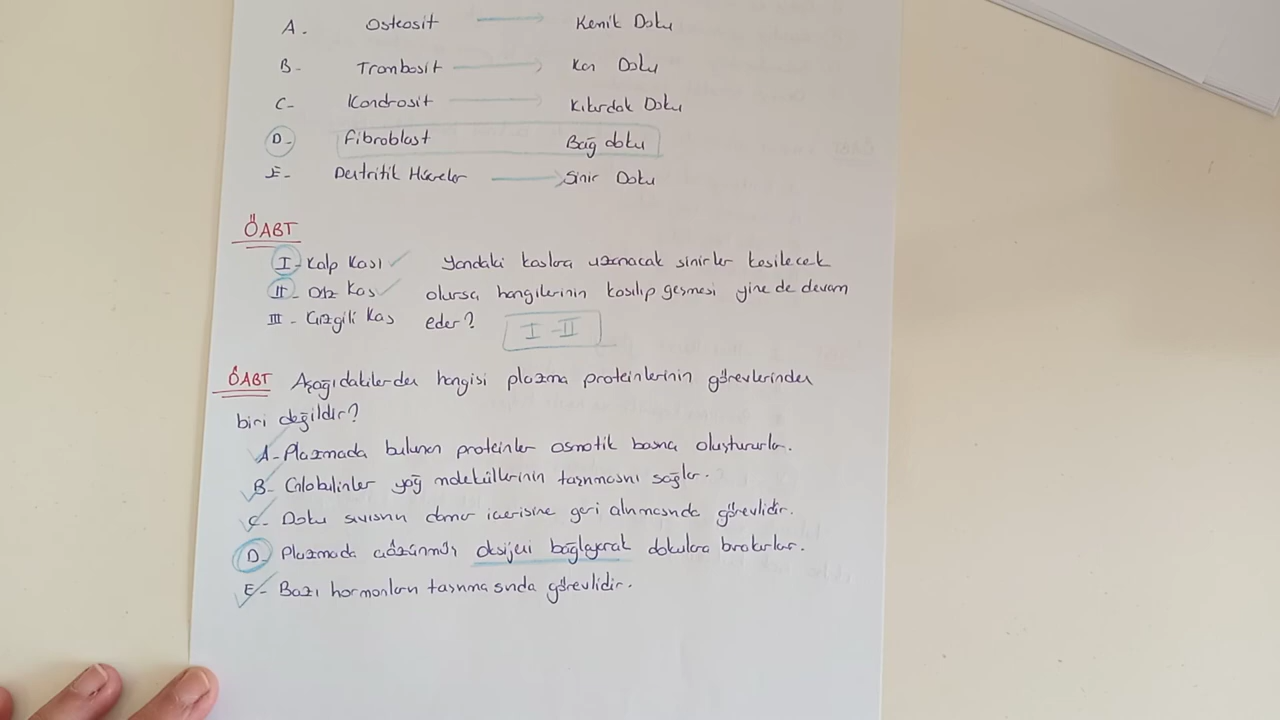 A. Osteosit → Kemik Doku
B- Trombosit → Kan Doku
C- Kondrosit → Kıkırdak Doku
D- Fibroblast Bağ doku
E- Dentritik Hücreler → Sinir Doku
ÖABT
I- Kalp Kası ✓ Yandaki kaslara uzanacak sinirler kesilecek
II- Düz Kas ✓ olursa hangilerinin kasılıp gevşemesi yine de devam
III- Çizgili Kas eder? I-II
ÖABT Aşağıdakilerden hangisi plazma proteinlerinin görevlerinden
biri değildir?
A- Plazmada bulunan proteinler osmotik basınç oluştururlar.
B- Globulinler yağ moleküllerinin taşınmasını sağlar.
C- Doku sıvısının damar içerisine geri alınmasında görevlidir.
D- Plazmada çözünmüş oksijeni bağlayarak dokulara bırakırlar.
E- Bazı hormonların taşınmasında görevlidir.